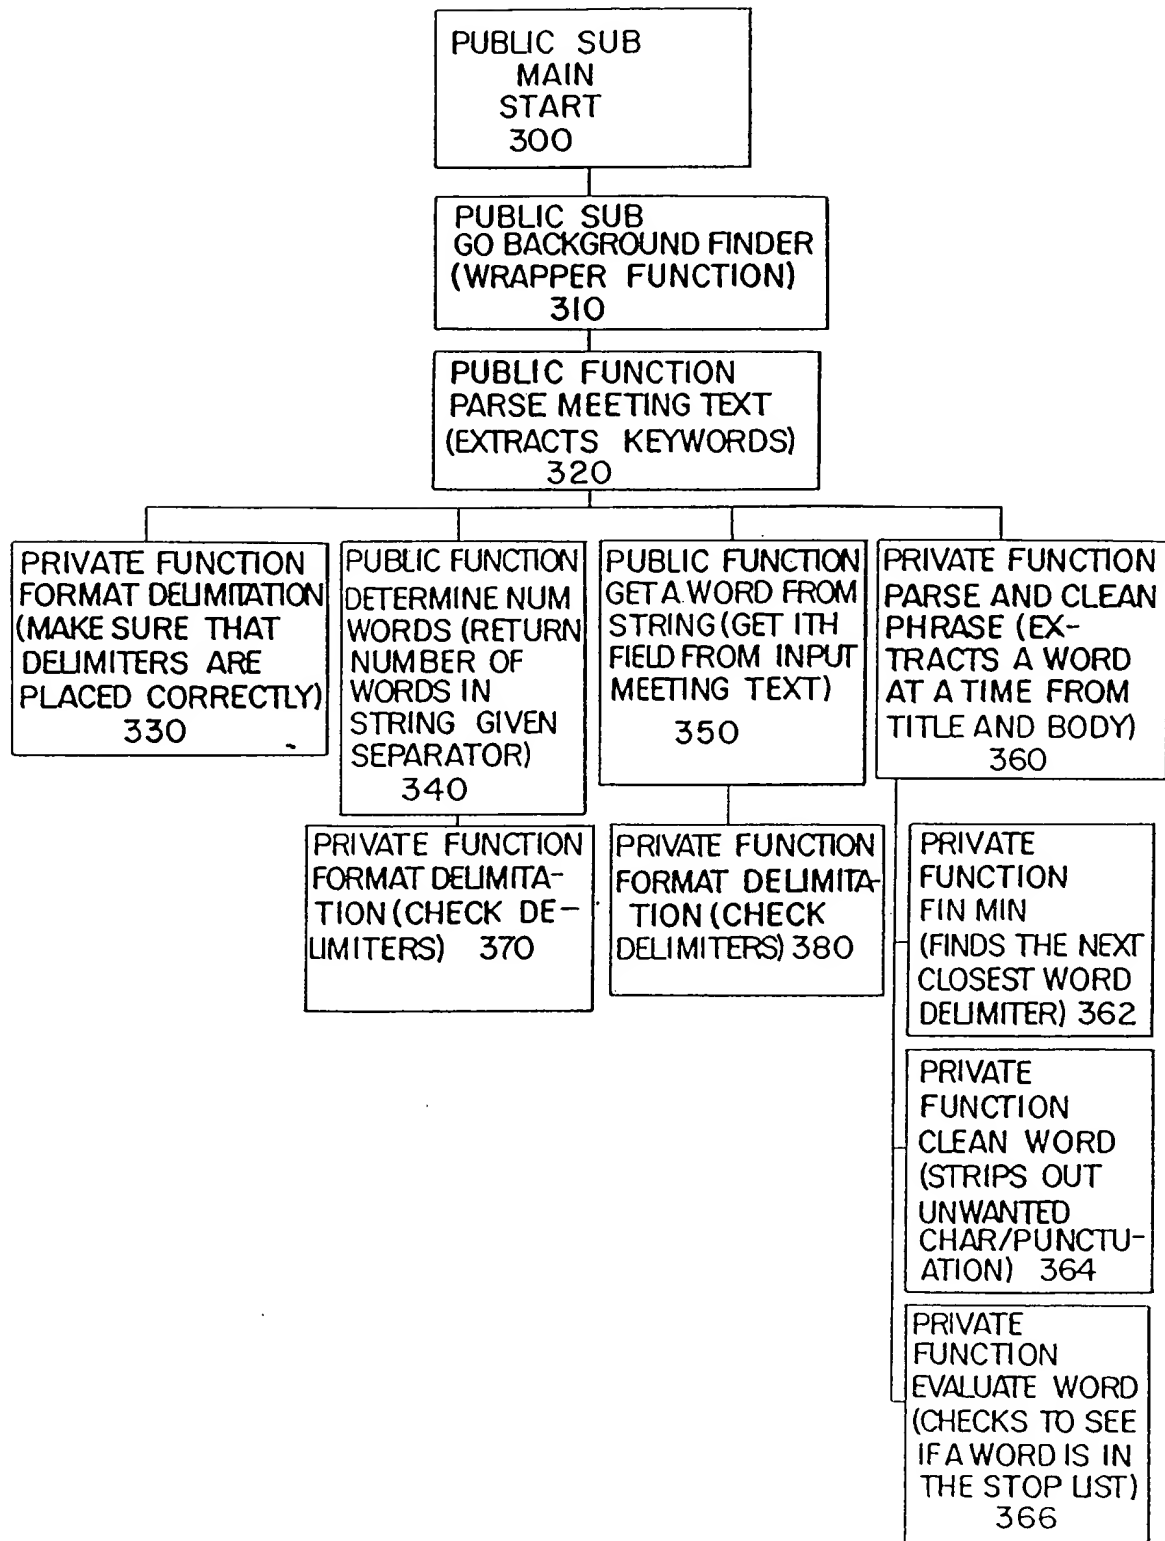 PUBLIC SUB
MAIN
START
300
PUBLIC SUB
GO BACKGROUND FINDER
(WRAPPER FUNCTION)
310
PUBLIC FUNCTION
PARSE MEETING TEXT
(EXTRACTS KEYWORDS)
320
PRIVATE FUNCTION
FORMAT DELIMITATION
(MAKE SURE THAT
DELIMITERS ARE
PLACED CORRECTLY)
330
PUBLIC FUNCTION
DETERMINE NUM
WORDS (RETURN
NUMBER OF
WORDS IN
STRING GIVEN
SEPARATOR)
340
PUBLIC FUNCTION
GET A WORD FROM
STRING (GET ITH
FIELD FROM INPUT
MEETING TEXT)
350
PRIVATE FUNCTION
PARSE AND CLEAN
PHRASE (EX-
TRACTS A WORD
AT A TIME FROM
TITLE AND BODY)
360
PRIVATE FUNCTION
FORMAT DELIMITA-
TION (CHECK DE-
LIMITERS) 370
PRIVATE FUNCTION
FORMAT DELIMITA-
TION (CHECK
DELIMITERS) 380
PRIVATE
FUNCTION
FIN MIN
(FINDS THE NEXT
CLOSEST WORD
DELIMITER) 362
PRIVATE
FUNCTION
CLEAN WORD
(STRIPS OUT
UNWANTED
CHAR/PUNCTU-
ATION) 364
PRIVATE
FUNCTION
EVALUATE WORD
(CHECKS TO SEE
IF A WORD IS IN
THE STOP LIST)
366